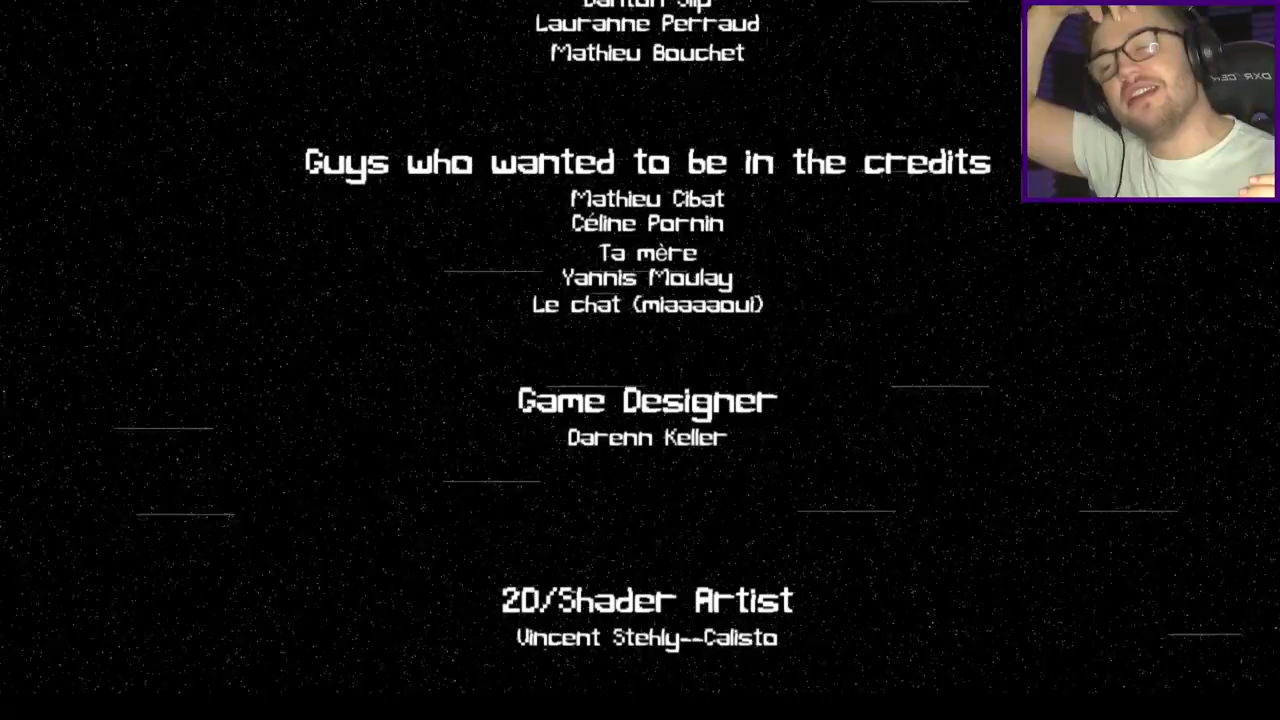 Lauranne Perraud
Mathieu Bouchet
Guys who wanted to be in the credits
Mathieu Cibat
Céline Pornin
Ta mère
Yannis Moulay
Le chat (miaaaaoui)
Game Designer
Darenn Keller
2D/Shader Artist
Vincent Stehly--Calisto